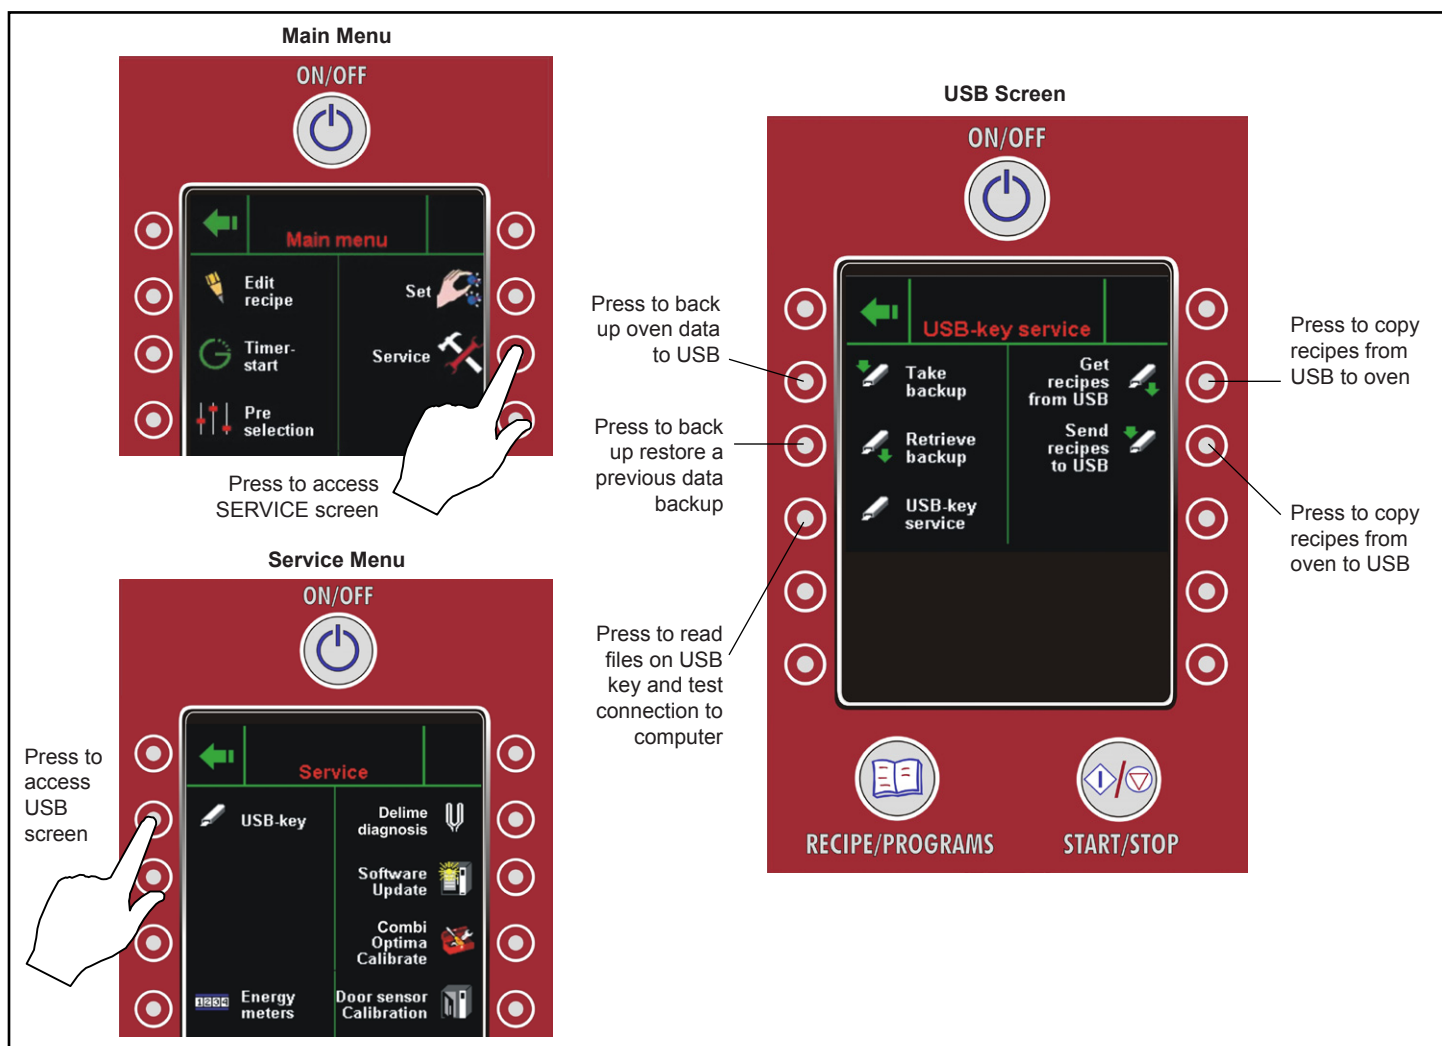 Main Menu
ON/OFF
Main menu
Edit
recipe
Set
Timer-
start
Service
Pre
selection
Press to access
SERVICE screen
Service Menu
ON/OFF
Service
Press to
access
USB
screen
USB-key
Delime
diagnosis
Software
Update
Combi
Optima
Calibrate
1234
Energy
meters
Door sensor
Calibration
USB Screen
ON/OFF
USB-key service
Press to back
up oven data
to USB
Take
backup
Get
recipes
from USB
Press to copy
recipes from
USB to oven
Press to back
up restore a
previous data
backup
Retrieve
backup
Send
recipes
to USB
USB-key
service
Press to copy
recipes from
oven to USB
Press to read
files on USB
key and test
connection to
computer
RECIPE/PROGRAMS
START/STOP